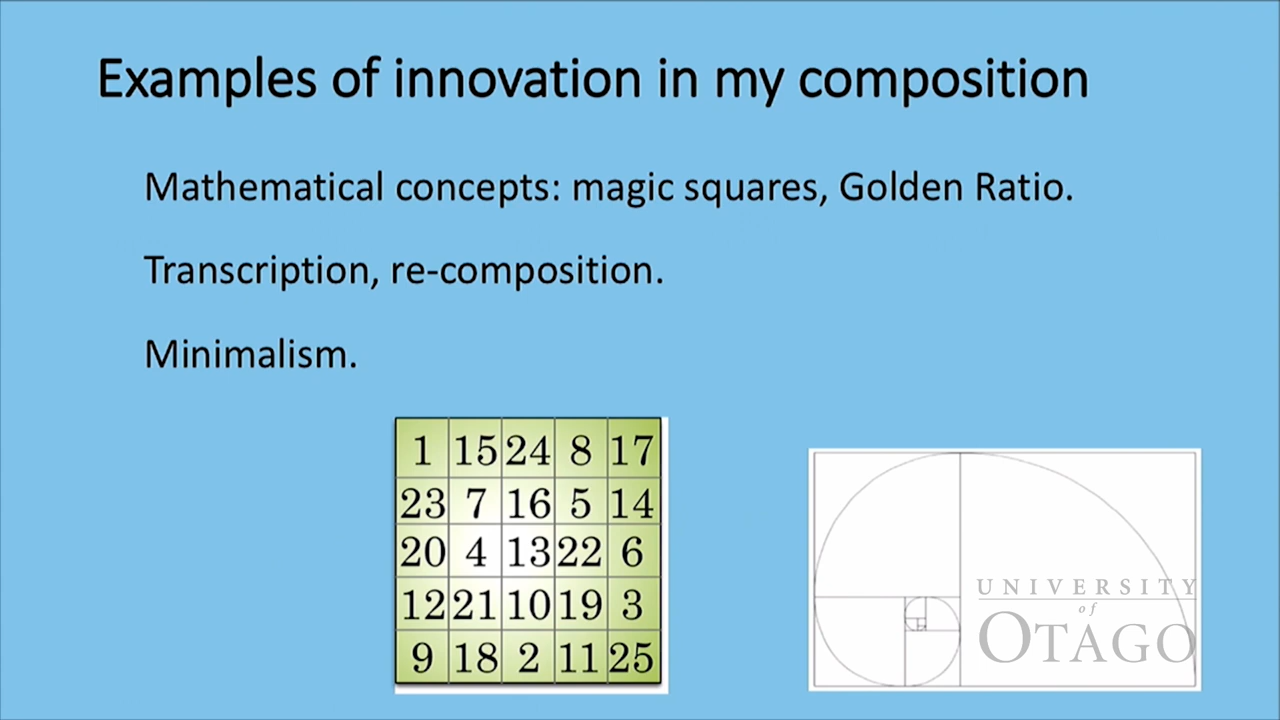 Examples of innovation in my composition
Mathematical concepts: magic squares, Golden Ratio.
Transcription, re-composition.
Minimalism.
1 15 24 8 17
23 7 16 5 14
20 4 13 22 6
12 21 10 19 3
9 18 2 11 25
UNIVERSITY
of
OTAGO